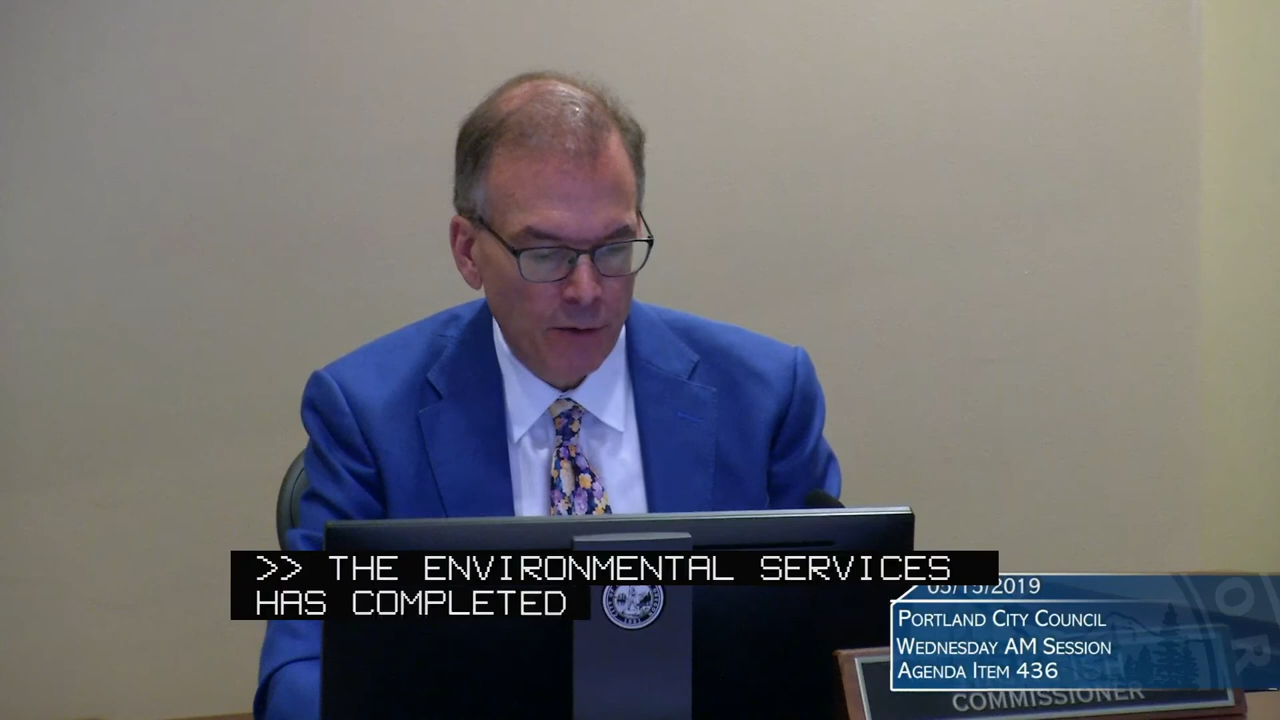 >> THE ENVIRONMENTAL SERVICES
HAS COMPLETED
05/15/2019
PORTLAND CITY COUNCIL
WEDNESDAY AM SESSION
AGENDA ITEM 436
COMMISSIONER